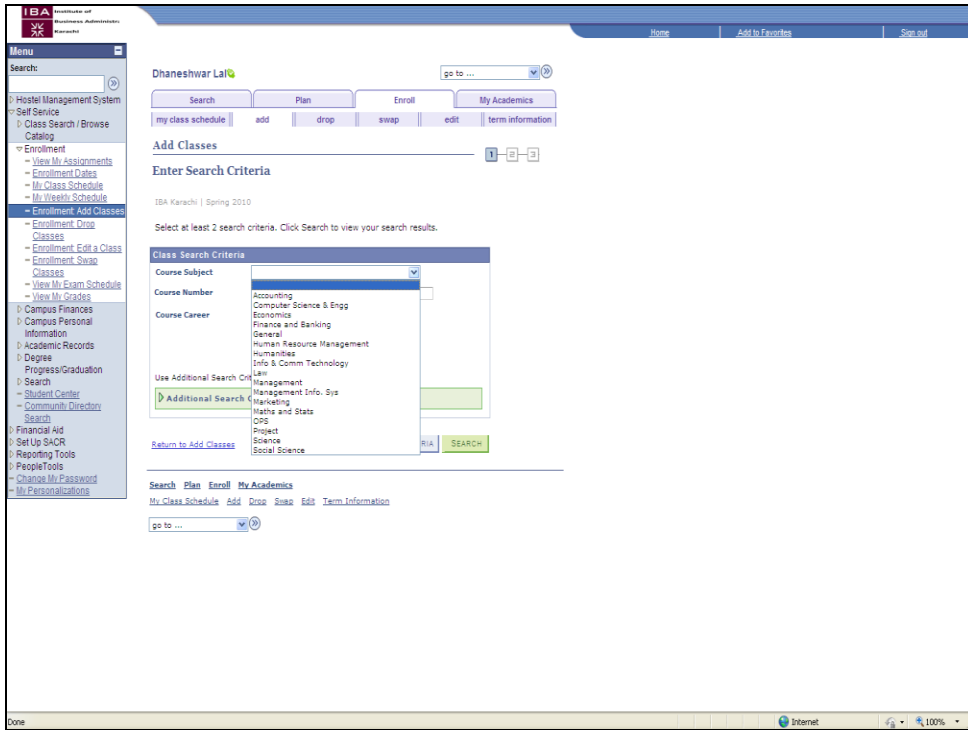 IBA Institute of
Business Administra
Karachi
Home Add to Favorites Sign out
Menu
Search:
Hostel Management System
Self Service
Class Search / Browse
Catalog
Enrollment
View My Assignments
Enrollment Dates
My Class Schedule
My Weekly Schedule
Enrollment: Add Classes
Enrollment: Drop
Classes
Enrollment: Edit a Class
Enrollment: Swap
Classes
View My Exam Schedule
View My Grades
Campus Finances
Campus Personal
Information
Academic Records
Degree
Progress/Graduation
Search
Student Center
Community Directory
Search
Financial Aid
Set Up SACR
Reporting Tools
PeopleTools
Change My Password
My Personalizations
Dhaneshwar Lal
go to ...
Search Plan Enroll My Academics
my class schedule add drop swap edit term information
Add Classes
1 2 3
Enter Search Criteria
IBA Karachi | Spring 2010
Select at least 2 search criteria. Click Search to view your search results.
Class Search Criteria
Course Subject
Course Number
Course Career
Accounting
Computer Science & Engg
Economics
Finance and Banking
General
Human Resource Management
Humanities
Info & Comm Technology
Law
Management
Management Info. Sys
Marketing
Maths and Stats
OPS
Project
Science
Social Science
Use Additional Search Crit
Additional Search C
Return to Add Classes
RIA SEARCH
Search Plan Enroll My Academics
My Class Schedule Add Drop Swap Edit Term Information
go to ...
Done Internet 100%